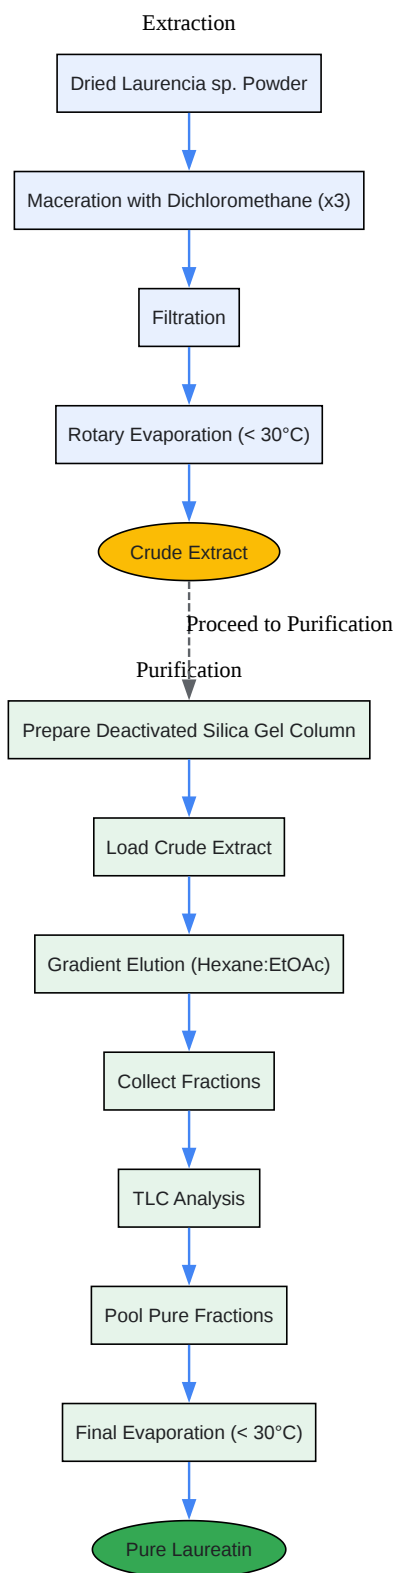 Extraction
Dried Laurencia sp. Powder
Maceration with Dichloromethane (x3)
Filtration
Rotary Evaporation (< 30°C)
Crude Extract
Proceed to Purification
Purification
Prepare Deactivated Silica Gel Column
Load Crude Extract
Gradient Elution (Hexane:EtOAc)
Collect Fractions
TLC Analysis
Pool Pure Fractions
Final Evaporation (< 30°C)
Pure Laureatin